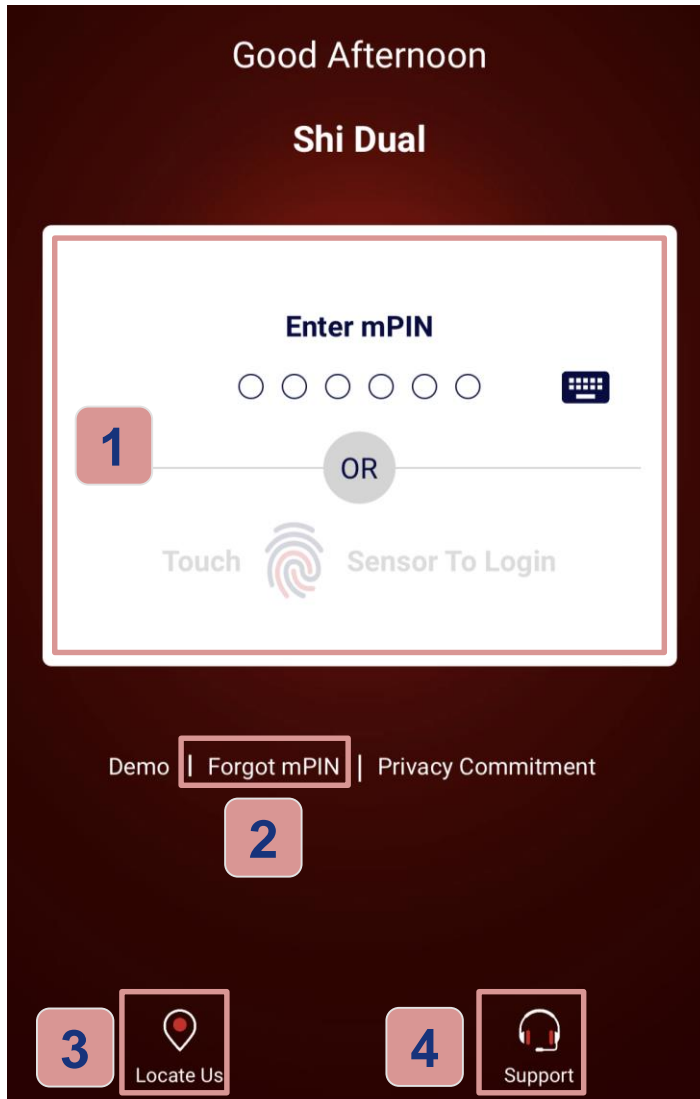 Good Afternoon
Shi Dual
Enter mPIN
1
OR
Touch Sensor To Login
Demo | Forgot mPIN | Privacy Commitment
2
3
4
Locate Us
Support